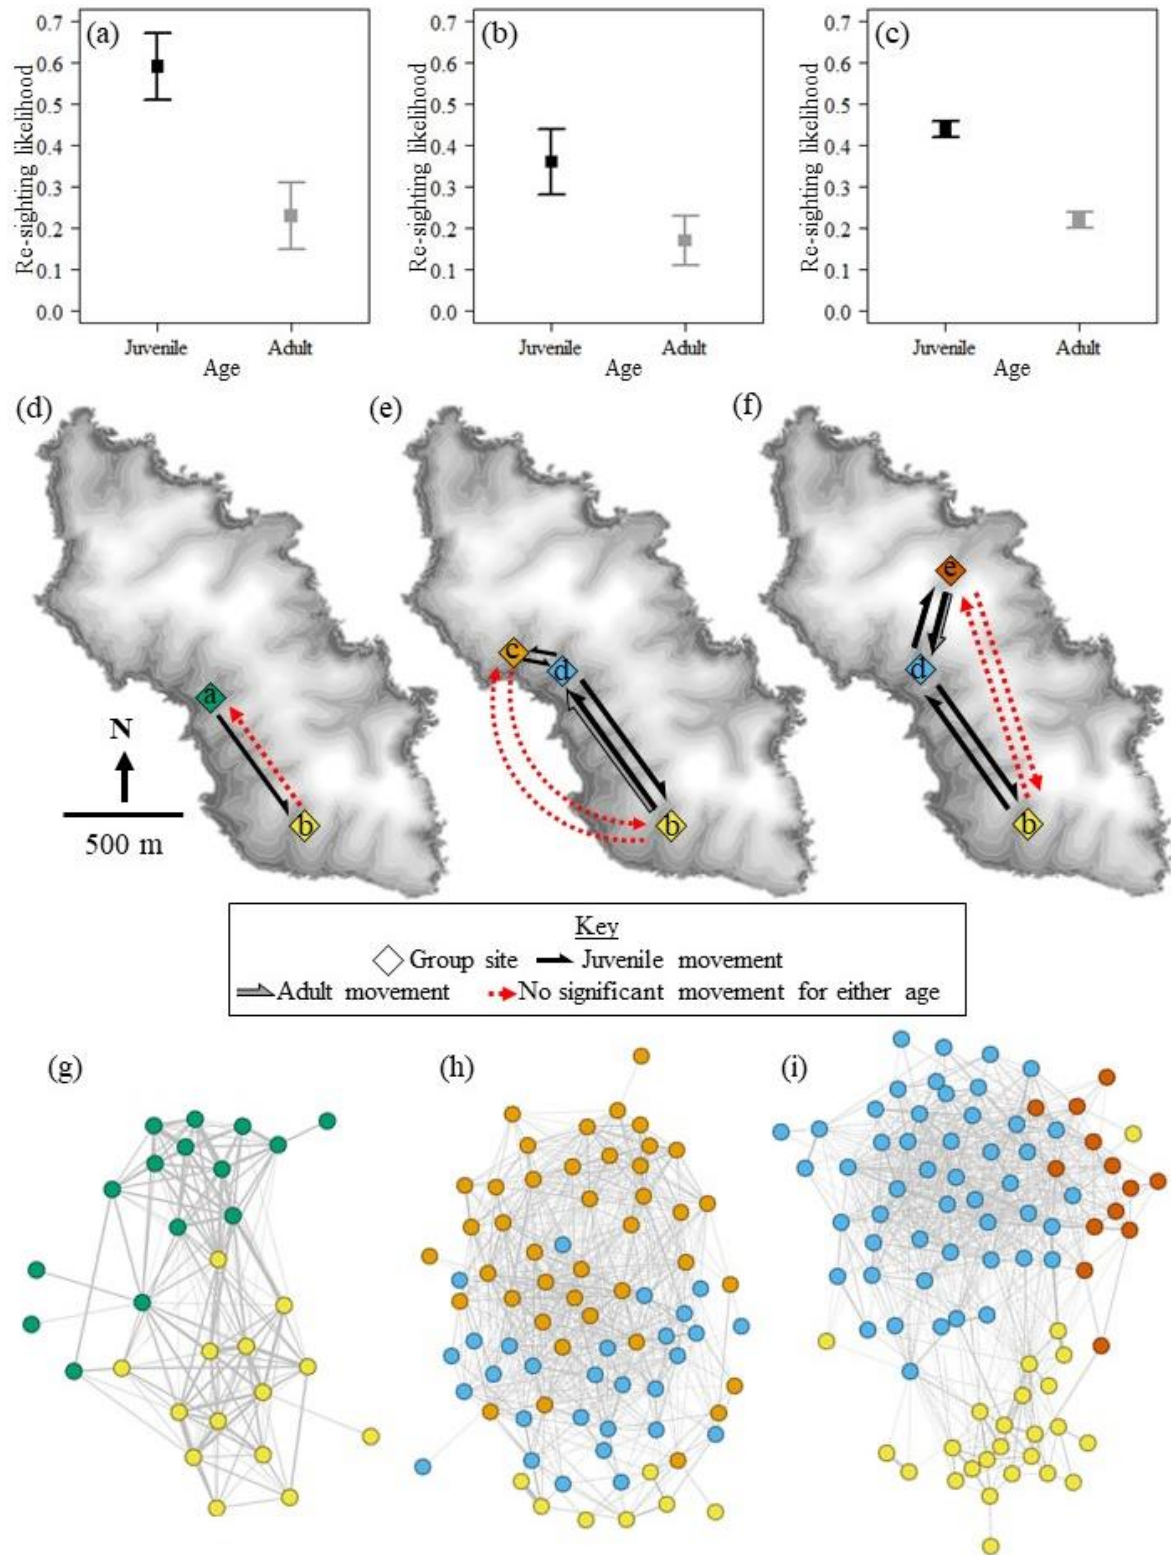 (a)
Re-sighting likelihood
0.7
0.6
0.5
0.4
0.3
0.2
0.1
0.0
Juvenile Adult
Age
(b)
Re-sighting likelihood
0.7
0.6
0.5
0.4
0.3
0.2
0.1
0.0
Juvenile Adult
Age
(c)
Re-sighting likelihood
0.7
0.6
0.5
0.4
0.3
0.2
0.1
0.0
Juvenile Adult
Age
(d)
a
b
N
500 m
(e)
c
d
b
(f)
e
d
b
Key
Group site Juvenile movement
Adult movement No significant movement for either age
(g)
(h)
(i)